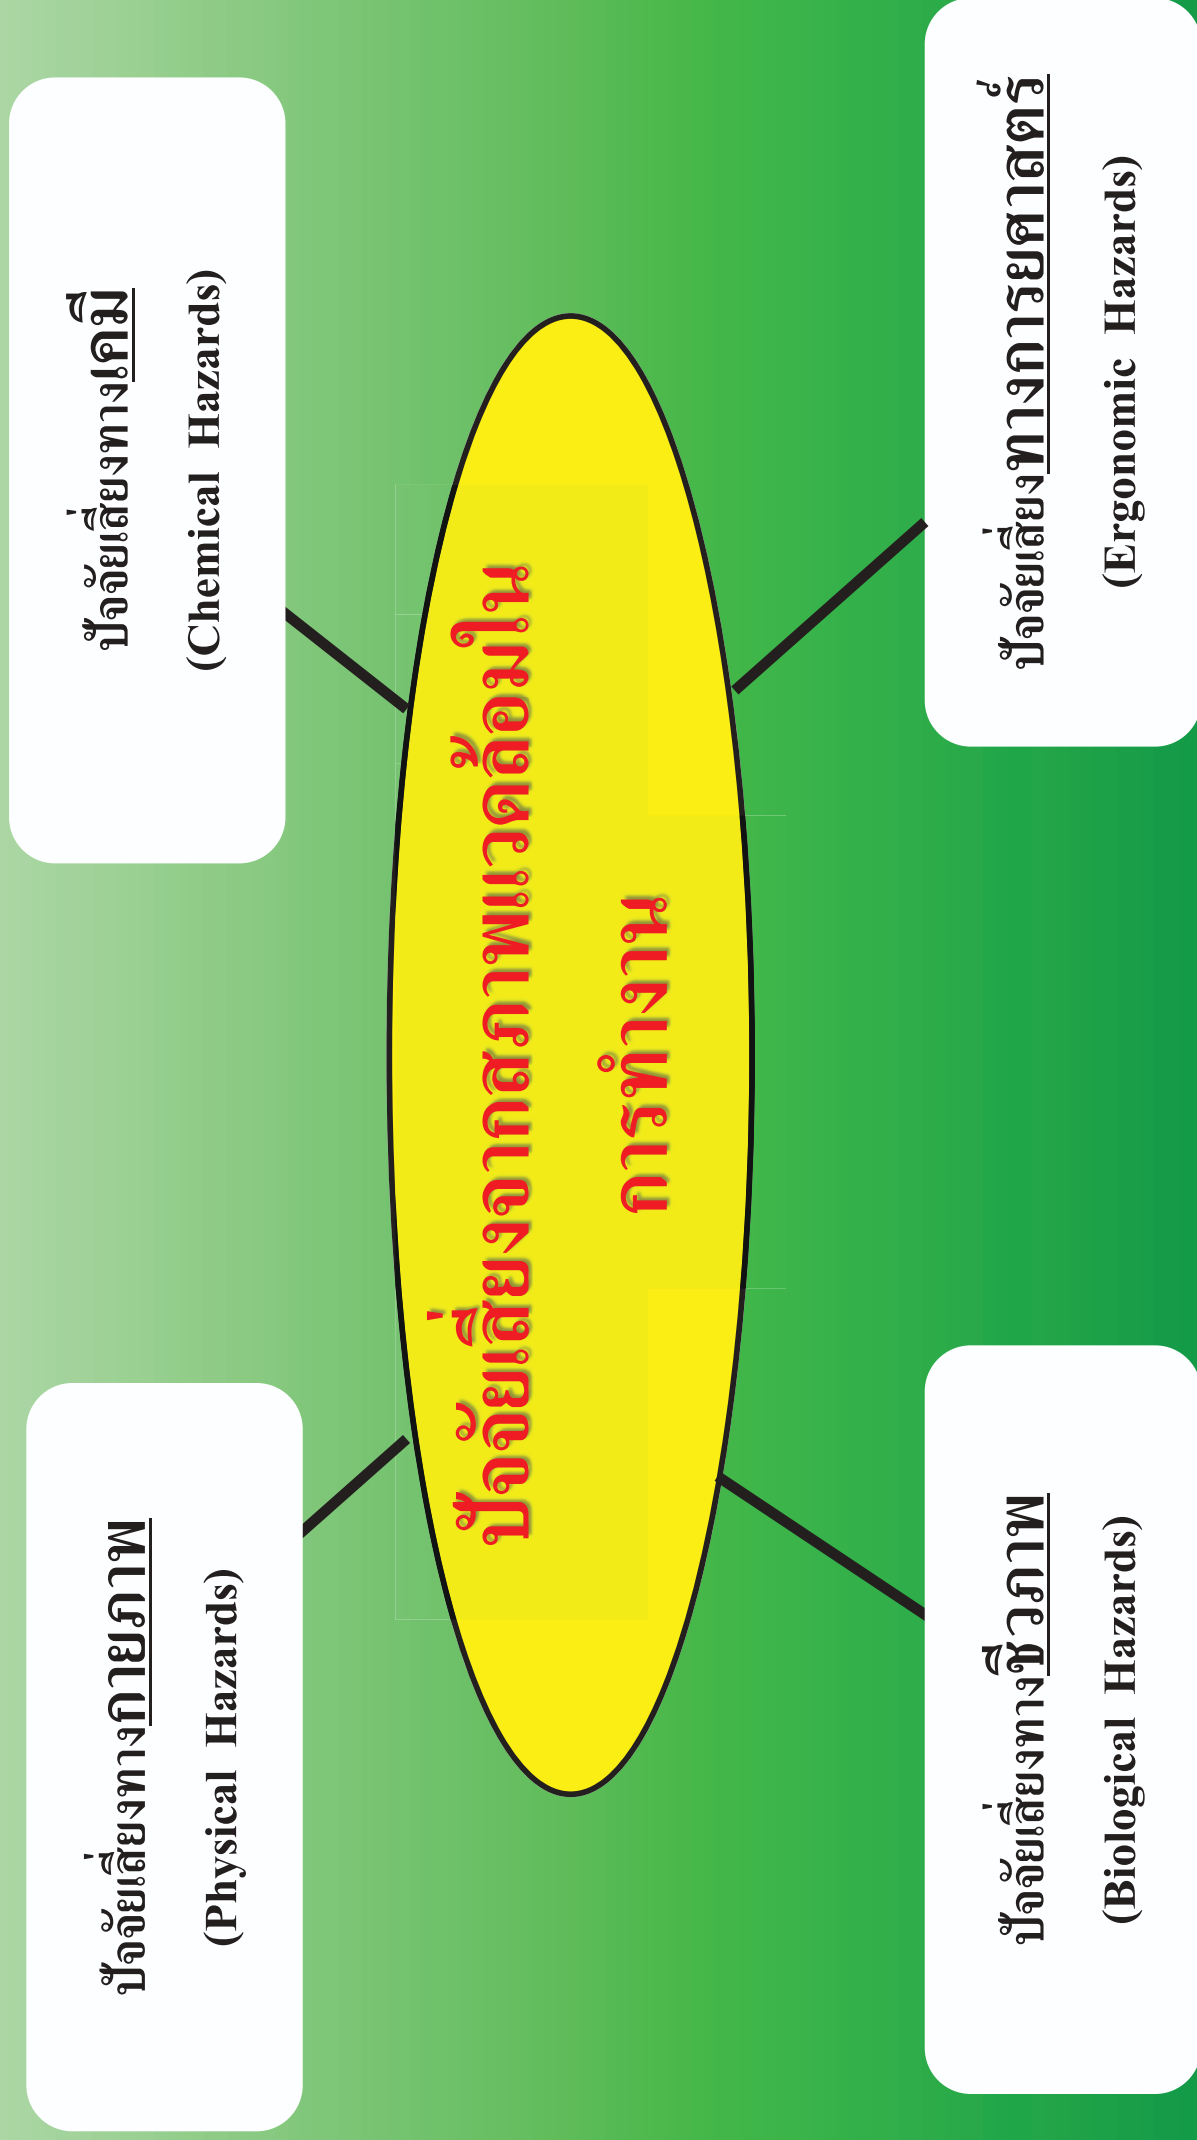 ปัจจัยเสี่ยงทางกายภาพ
(Physical Hazards)
ปัจจัยเสี่ยงทางเคมี
(Chemical Hazards)
ปัจจัยเสี่ยงจากสภาพแวดล้อมใน
การทำงาน
ปัจจัยเสี่ยงทางชีวภาพ
(Biological Hazards)
ปัจจัยเสี่ยงทางการยศาสตร์
(Ergonomic Hazards)